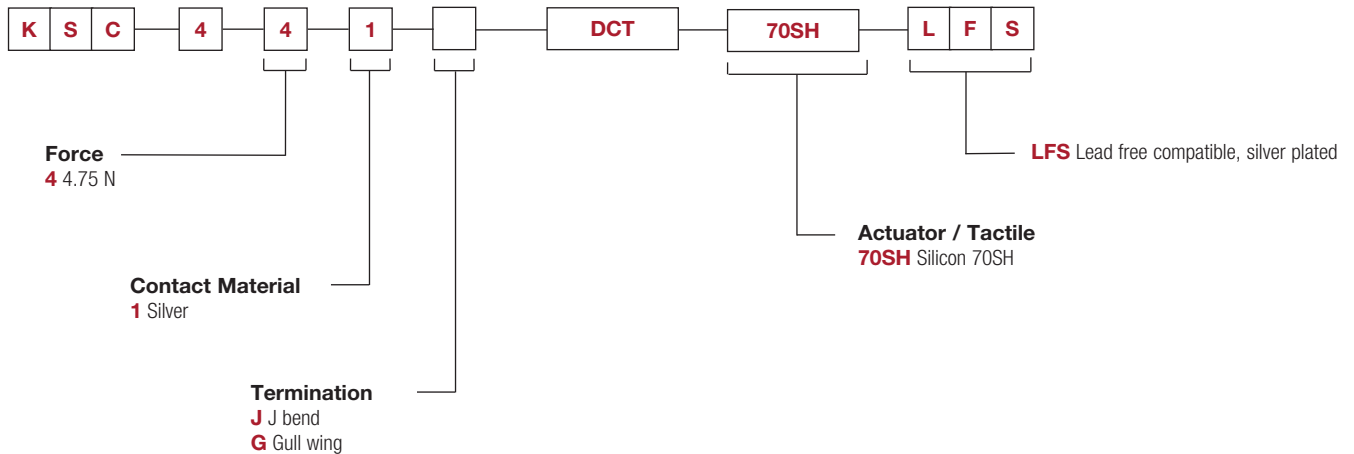 K S C 4 4 1 DCT 70SH L F S
Force
4 4.75 N
LFS Lead free compatible, silver plated
Actuator / Tactile
70SH Silicon 70SH
Contact Material
1 Silver
Termination
J J bend
G Gull wing